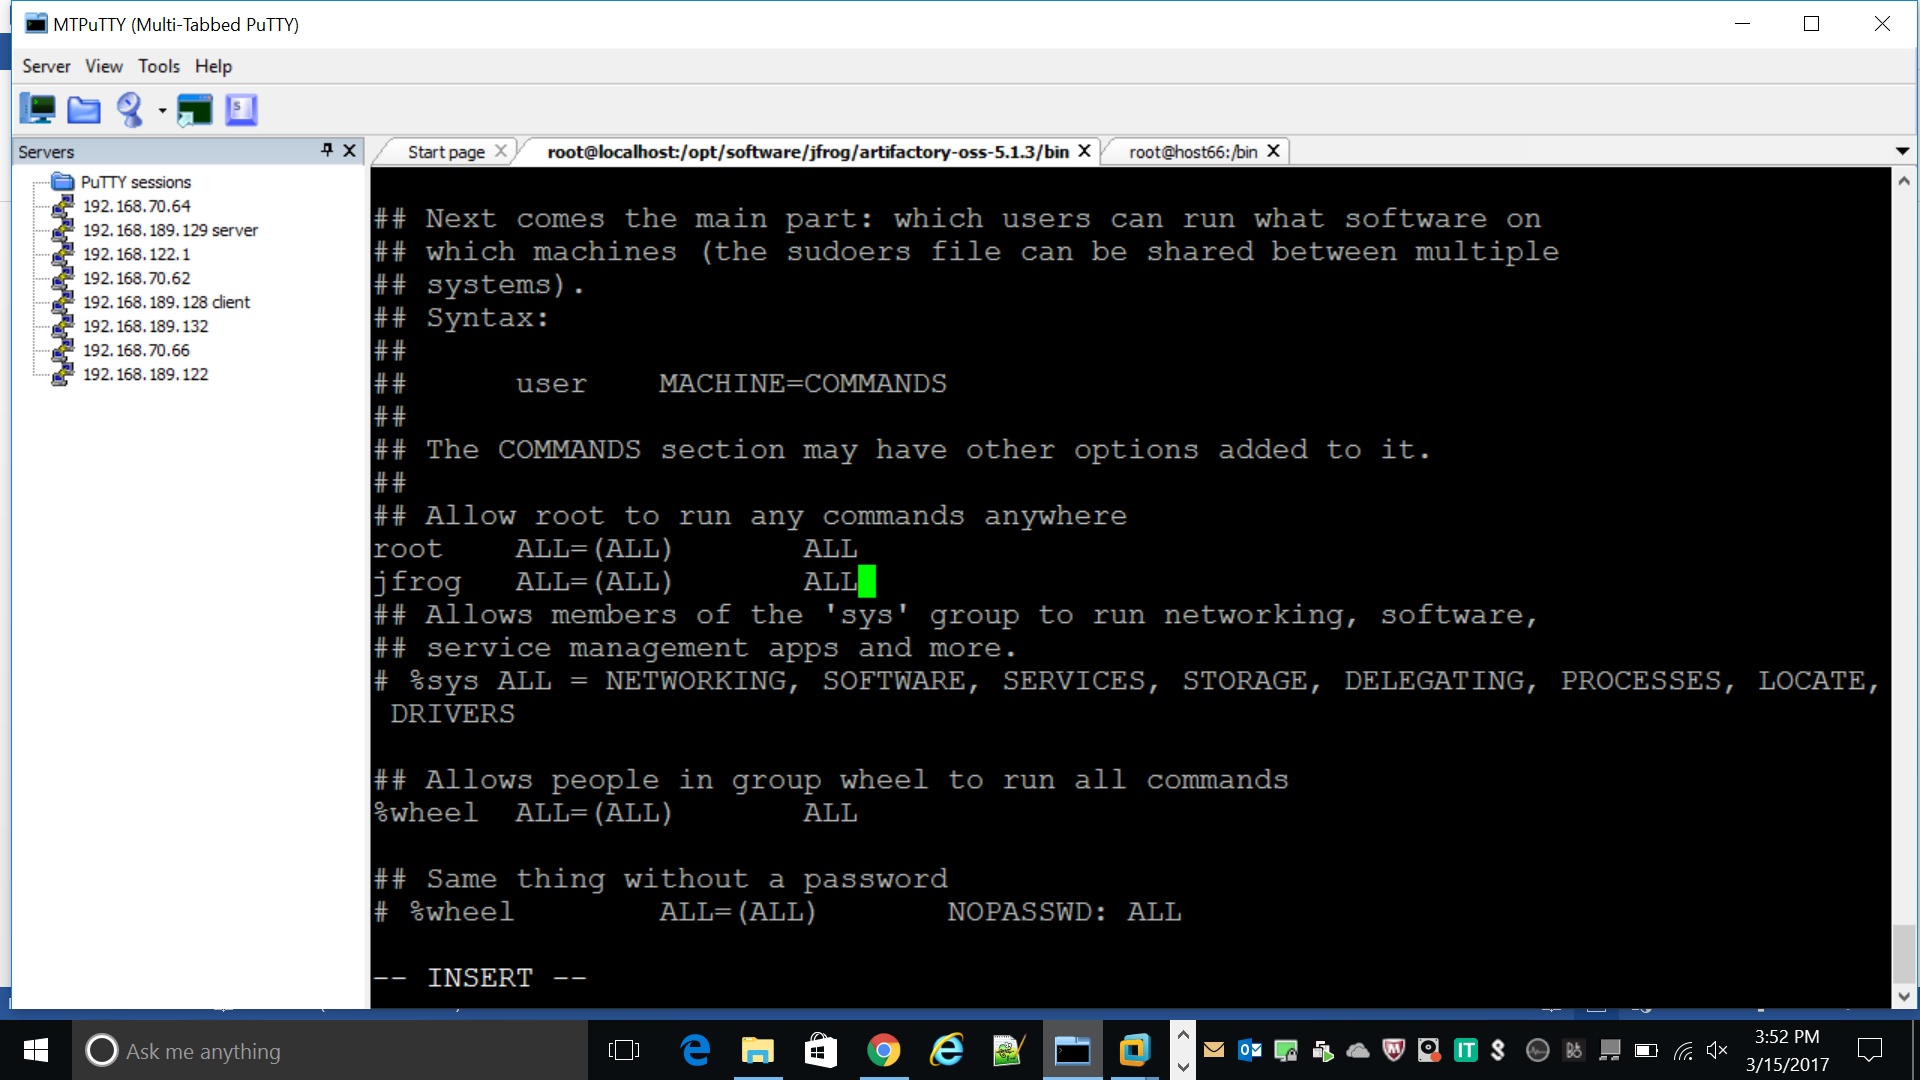 MTPuTTY (Multi-Tabbed PuTTY)
Server View Tools Help
Servers
Start page
root@localhost:/opt/software/jfrog/artifactory-oss-5.1.3/bin
root@host66:/bin
PuTTY sessions
192.168.70.64
192.168.189.129 server
192.168.122.1
192.168.70.62
192.168.189.128 client
192.168.189.132
192.168.70.66
192.168.189.122
## Next comes the main part: which users can run what software on
## which machines (the sudoers file can be shared between multiple
## systems).
## Syntax:
##
##      user    MACHINE=COMMANDS
##
## The COMMANDS section may have other options added to it.
##
## Allow root to run any commands anywhere
root    ALL=(ALL)       ALL
jfrog   ALL=(ALL)       ALL
## Allows members of the 'sys' group to run networking, software,
## service management apps and more.
# %sys ALL = NETWORKING, SOFTWARE, SERVICES, STORAGE, DELEGATING, PROCESSES, LOCATE,
 DRIVERS
## Allows people in group wheel to run all commands
%wheel  ALL=(ALL)       ALL
## Same thing without a password
# %wheel        ALL=(ALL)       NOPASSWD: ALL
-- INSERT --
Ask me anything
3:52 PM
3/15/2017